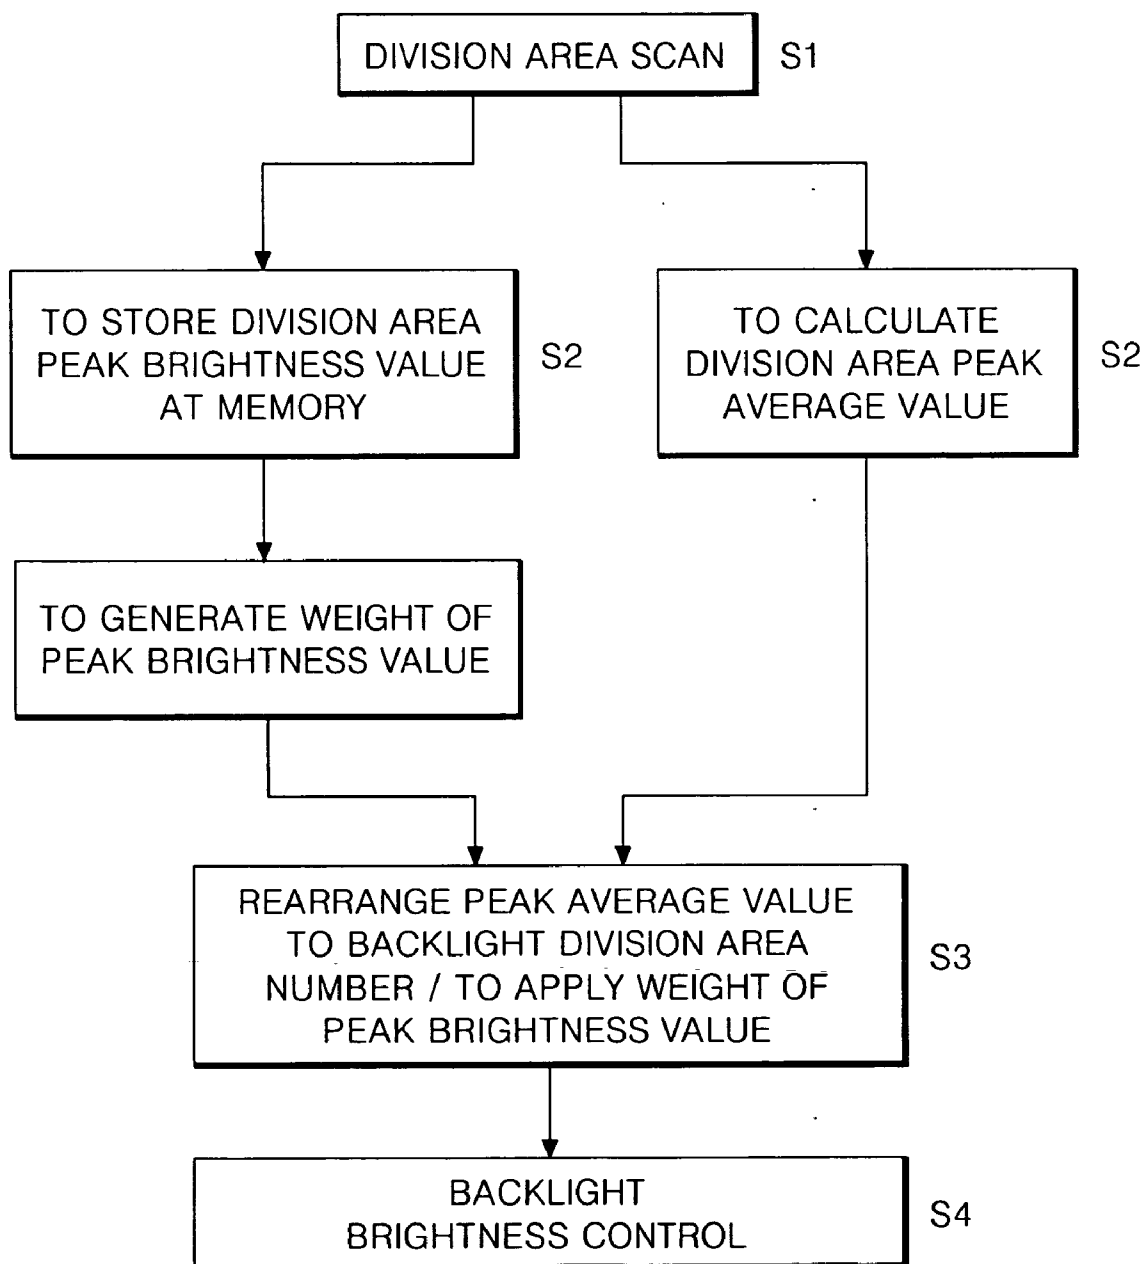 DIVISION AREA SCAN
S1
TO STORE DIVISION AREA
PEAK BRIGHTNESS VALUE
AT MEMORY
S2
TO CALCULATE
DIVISION AREA PEAK
AVERAGE VALUE
S2
TO GENERATE WEIGHT OF
PEAK BRIGHTNESS VALUE
REARRANGE PEAK AVERAGE VALUE
TO BACKLIGHT DIVISION AREA
NUMBER / TO APPLY WEIGHT OF
PEAK BRIGHTNESS VALUE
S3
BACKLIGHT
BRIGHTNESS CONTROL
S4